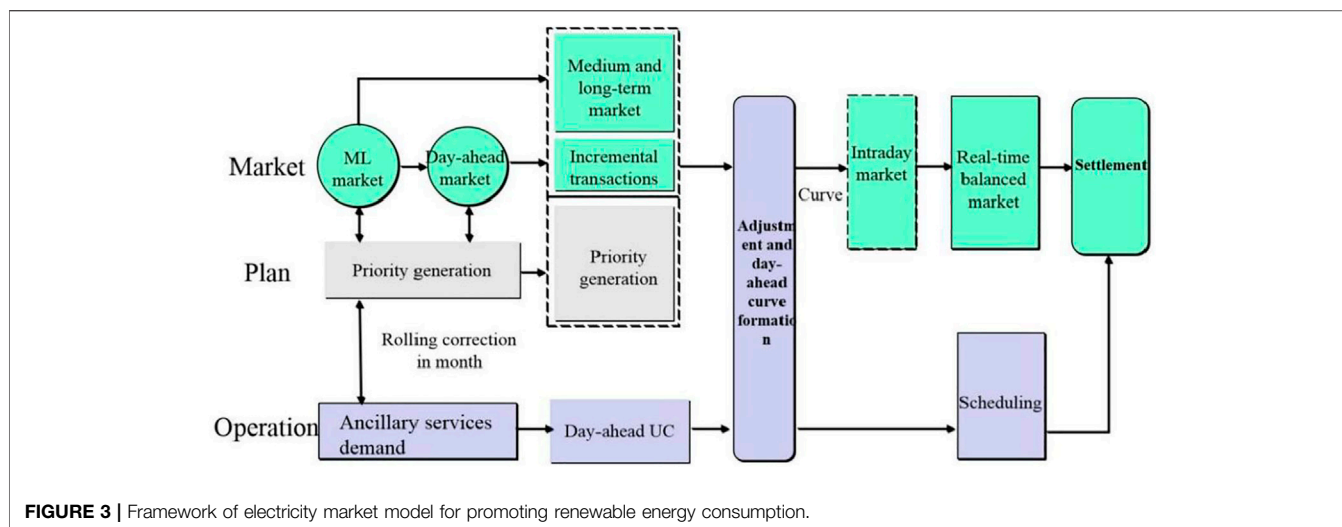 Medium and
long-term
market
Market
ML
market
Day-ahead
market
Incremental
transactions
Curve
Intraday
market
Real-time
balanced
market
Settlement
Plan
Priority generation
Priority
generation
Adjustm
ent and
day-
ahead
curve
formatio
n
Rolling correction
in month
Operation
Ancillary services
demand
Day-ahead UC
Scheduling
FIGURE 3 | Framework of electricity market model for promoting renewable energy consumption.